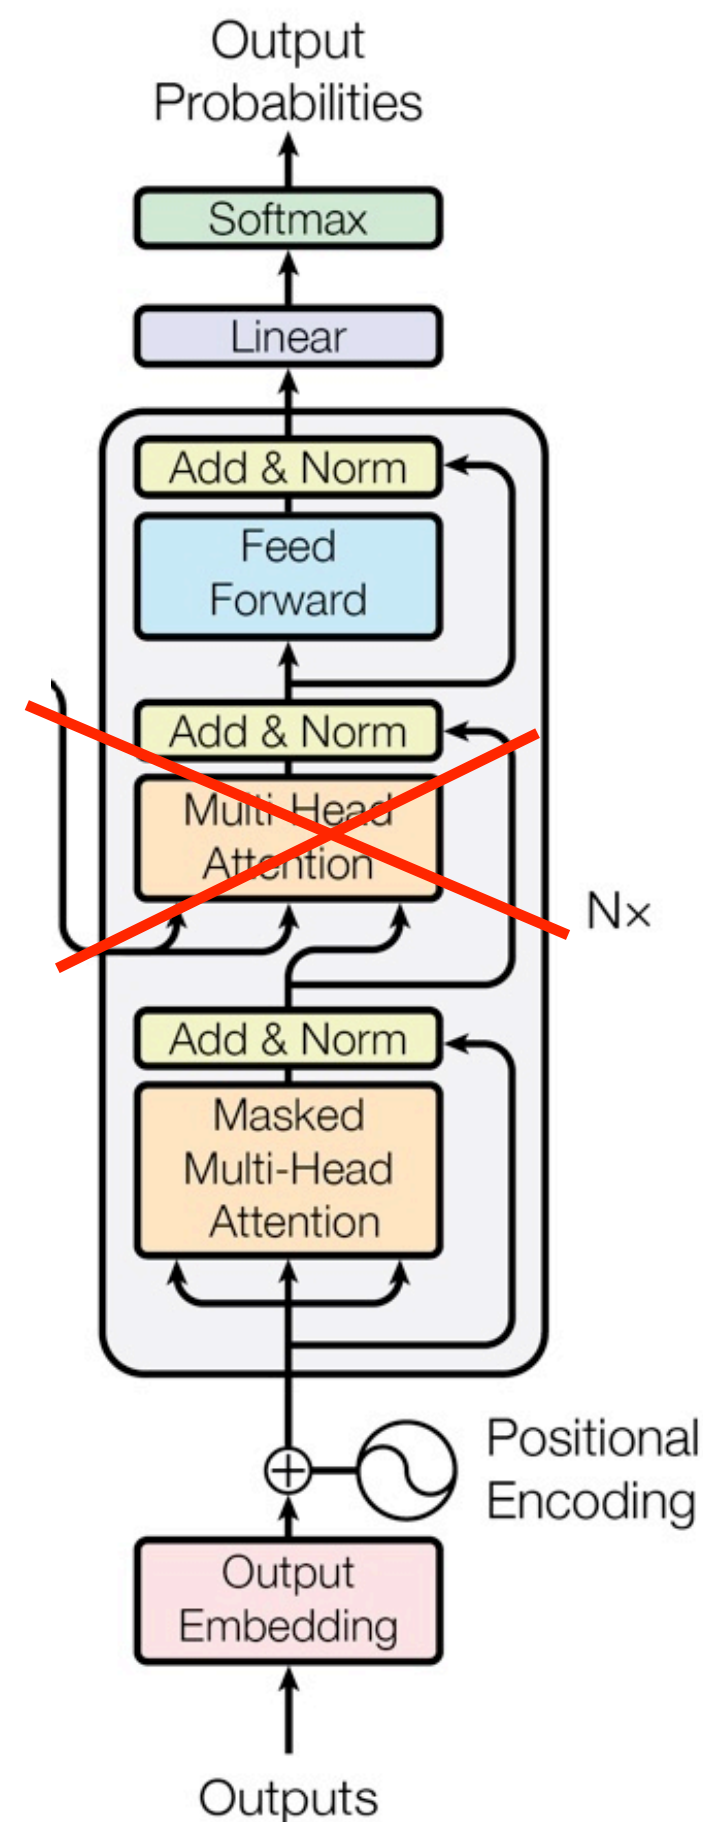 Output
Probabilities
Softmax
Linear
Add & Norm
Feed
Forward
Add & Norm
Multi-Head
Attention
N×
Add & Norm
Masked
Multi-Head
Attention
Positional
Encoding
Output
Embedding
Outputs